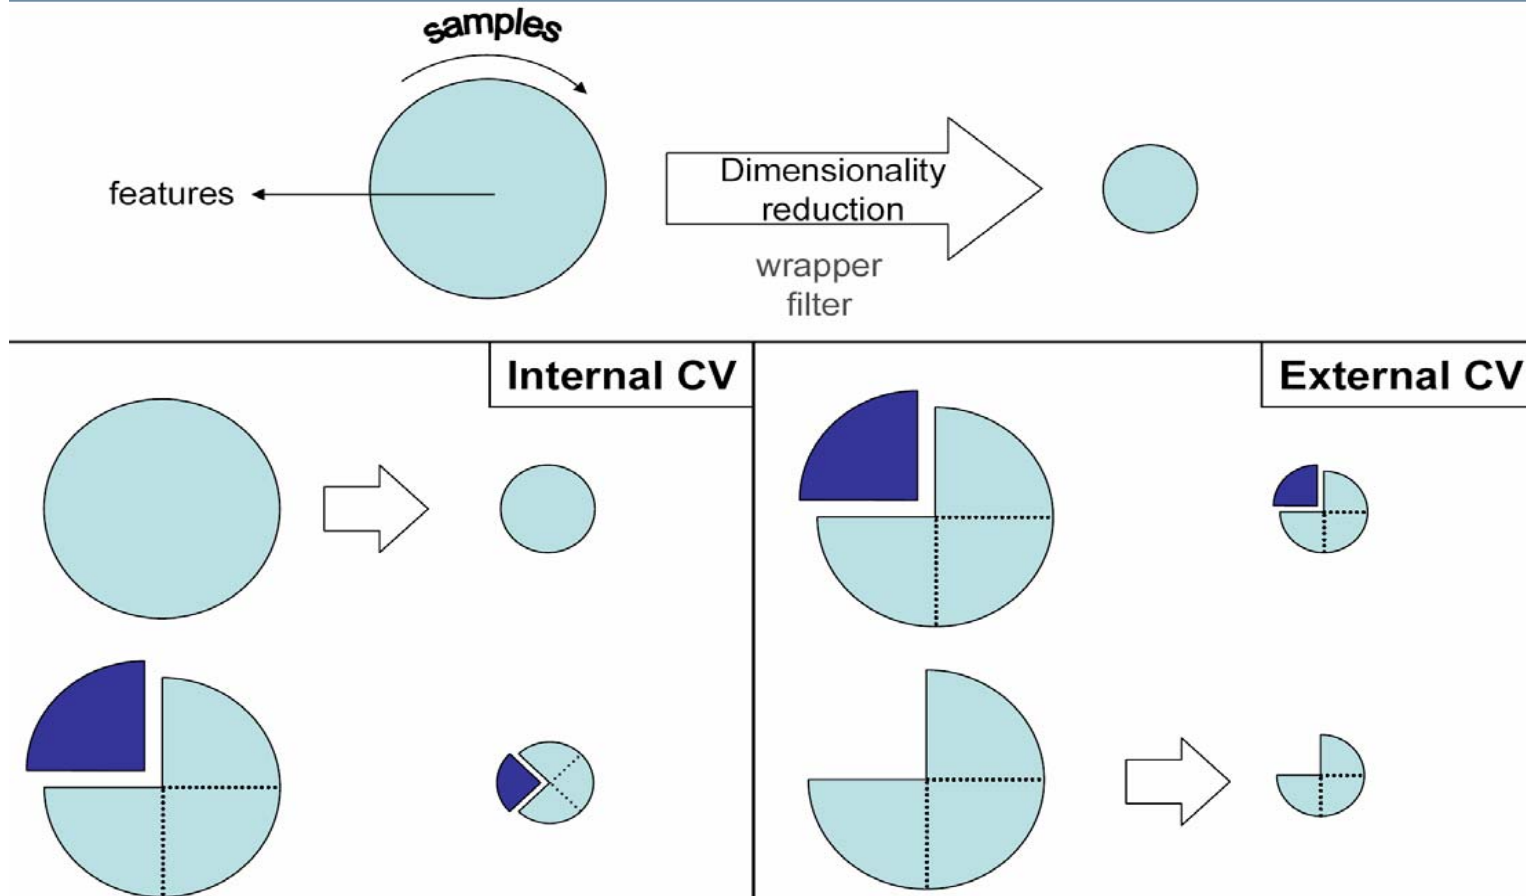 samples
features
Dimensionality
reduction
wrapper
filter
Internal CV
External CV